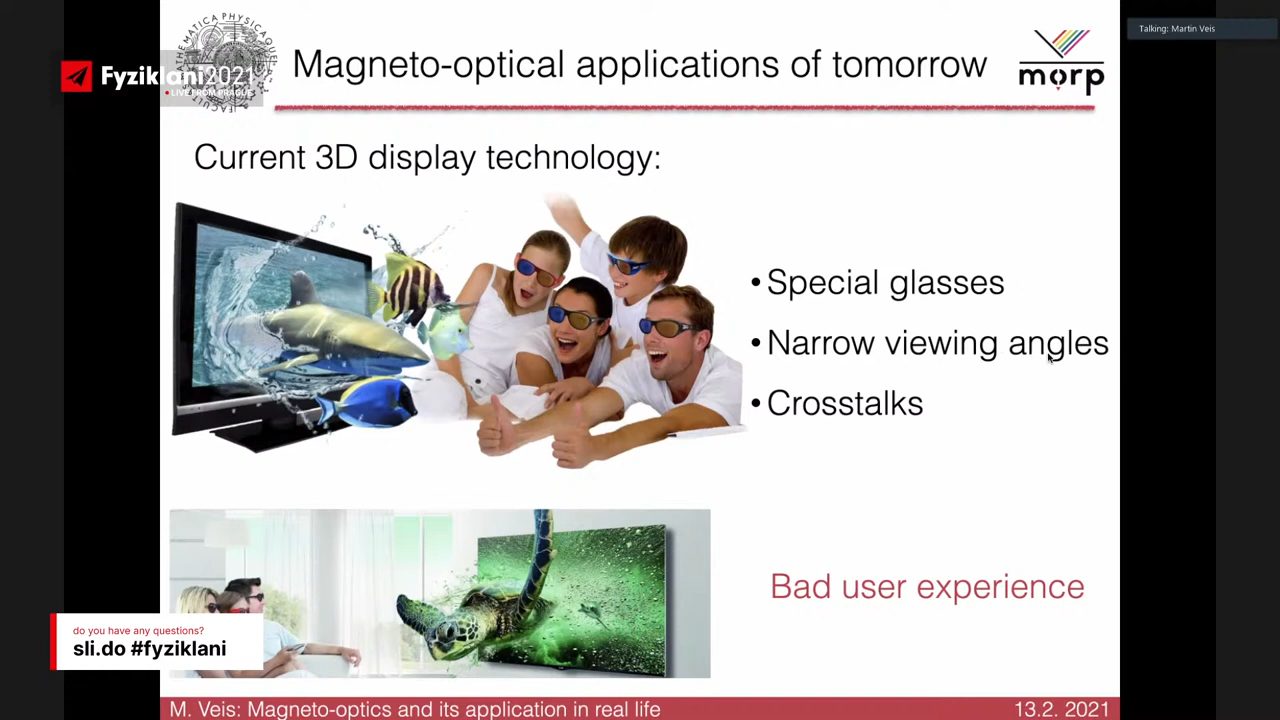 Talking: Martin Veis
Fyziklani2021
• LIVE FROM PRAGUE
Magneto-optical applications of tomorrow
morp
Current 3D display technology:
• Special glasses
• Narrow viewing angles
• Crosstalks
Bad user experience
do you have any questions?
sli.do #fyziklani
M. Veis: Magneto-optics and its application in real life
13.2. 2021